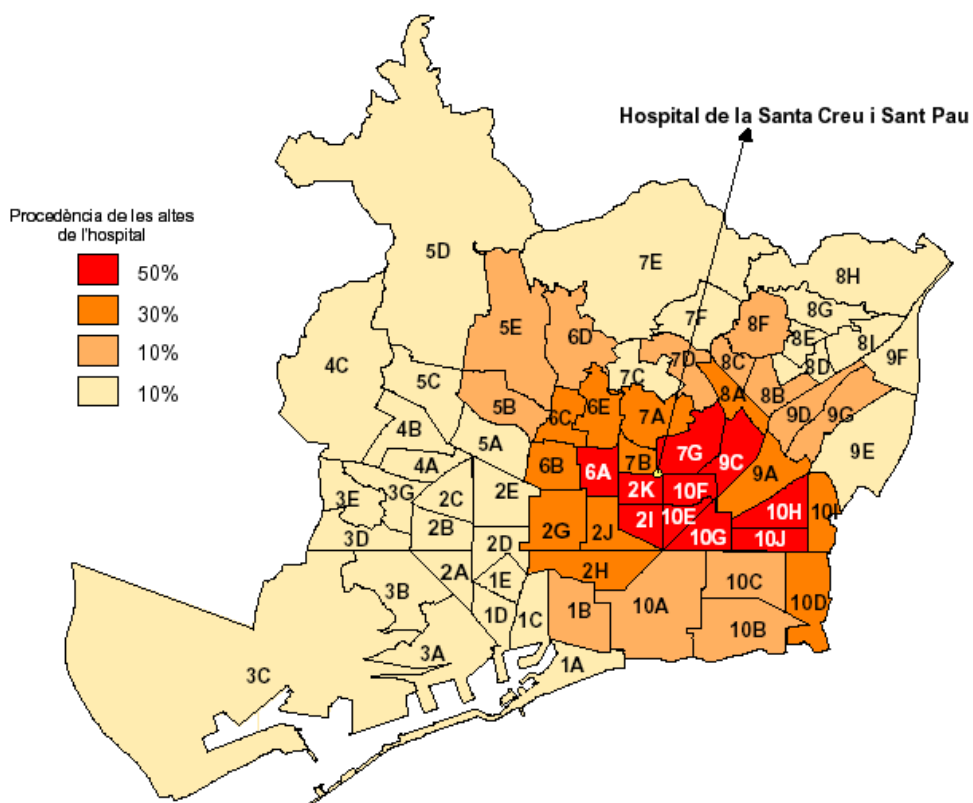 Hospital de la Santa Creu i Sant Pau
Procedència de les altes
de l'hospital
50%
30%
10%
10%
5D
7E
8H
7F
8G
8F
8E
8I
9F
5E
6D
7D
8C
8D
4C
5C
7C
8A
8B
5B
6C
6E
7A
9D
9G
4B
5A
9E
4A
6B
6A
7B
7G
9C
9A
3E
3G
2C
2E
2K
10F
10H
10I
3D
2B
2G
2J
2I
10E
10G
10J
2D
2A
1E
2H
3B
10C
1D
1C
1B
10A
10D
10B
3A
1A
3C